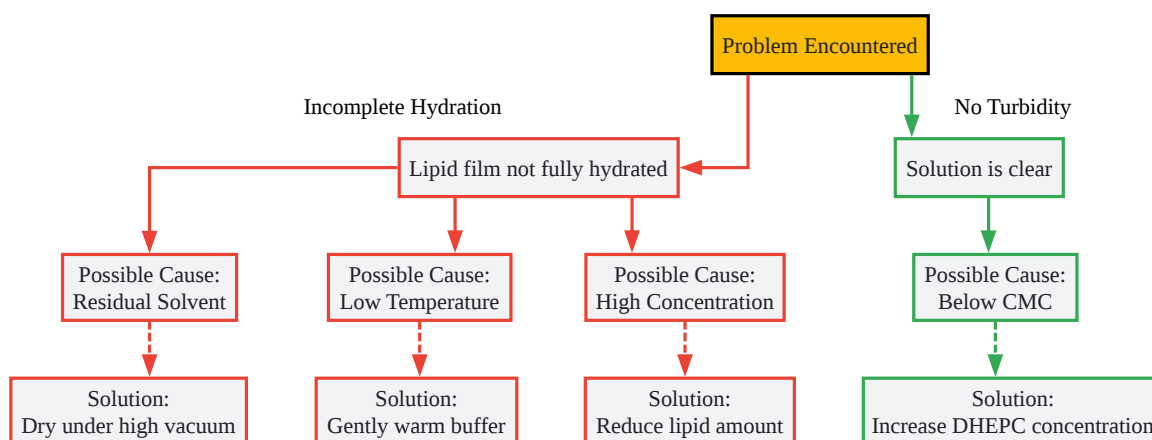 Problem Encountered
Incomplete Hydration
No Turbidity
Lipid film not fully hydrated
Solution is clear
Possible Cause:
Residual Solvent
Possible Cause:
Low Temperature
Possible Cause:
High Concentration
Possible Cause:
Below CMC
Solution:
Dry under high vacuum
Solution:
Gently warm buffer
Solution:
Reduce lipid amount
Solution:
Increase DHEPC concentration